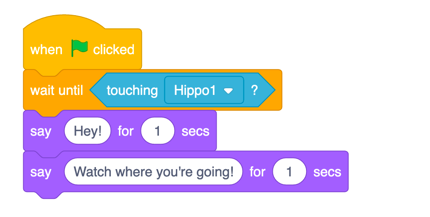 when clicked
wait until touching Hippo1 ?
say Hey! for 1 secs
say Watch where you're going! for 1 secs